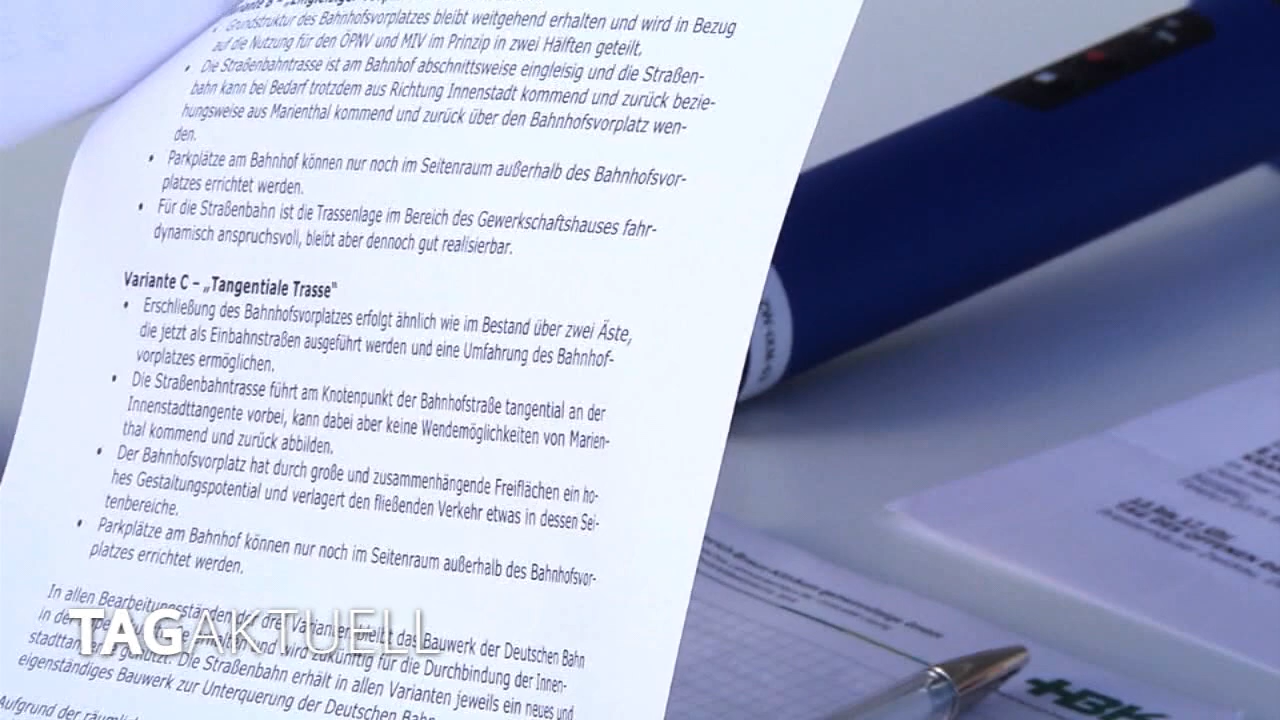 Grundstruktur des Bahnhofsvorplatzes bleibt weitgehend erhalten und wird in Bezug
auf die Nutzung für den ÖPNV und MIV im Prinzip in zwei Hälften geteilt.
• Die Straßenbahntrasse ist am Bahnhof abschnittsweise eingleisig und die Straßen-
bahn kann bei Bedarf trotzdem aus Richtung Innenstadt kommend und zurück bezie-
hungsweise aus Marienthal kommend und zurück über den Bahnhofsvorplatz wen-
den.
• Parkplätze am Bahnhof können nur noch im Seitenraum außerhalb des Bahnhofsvor-
platzes errichtet werden.
• Für die Straßenbahn ist die Trassenlage im Bereich des Gewerkschaftshauses fahr-
dynamisch anspruchsvoll, bleibt aber dennoch gut realisierbar.
Variante C – „Tangentiale Trasse"
• Erschließung des Bahnhofsvorplatzes erfolgt ähnlich wie im Bestand über zwei Äste,
die jetzt als Einbahnstraßen ausgeführt werden und eine Umfahrung des Bahnhof-
vorplatzes ermöglichen.
• Die Straßenbahntrasse führt am Knotenpunkt der Bahnhofstraße tangential an der
Innenstadttangente vorbei, kann dabei aber keine Wendemöglichkeiten von Marien-
thal kommend und zurück abbilden.
• Der Bahnhofsvorplatz hat durch große und zusammenhängende Freiflächen ein ho-
hes Gestaltungspotential und verlagert den fließenden Verkehr etwas in dessen Sei-
tenbereiche.
• Parkplätze am Bahnhof können nur noch im Seitenraum außerhalb des Bahnhofsvor-
platzes errichtet werden.
In allen Bearbeitungsständen der drei Varianten bleibt das Bauwerk der Deutschen Bahn
in der wird zukünftig für die Durchbindung der Innen-
genutzt. Die Straßenbahn erhält in allen Varianten jeweils ein neues und
eigenständiges Bauwerk zur Unterquerung der Deutschen Bahn
Aufgrund der
TAGAKTUELL